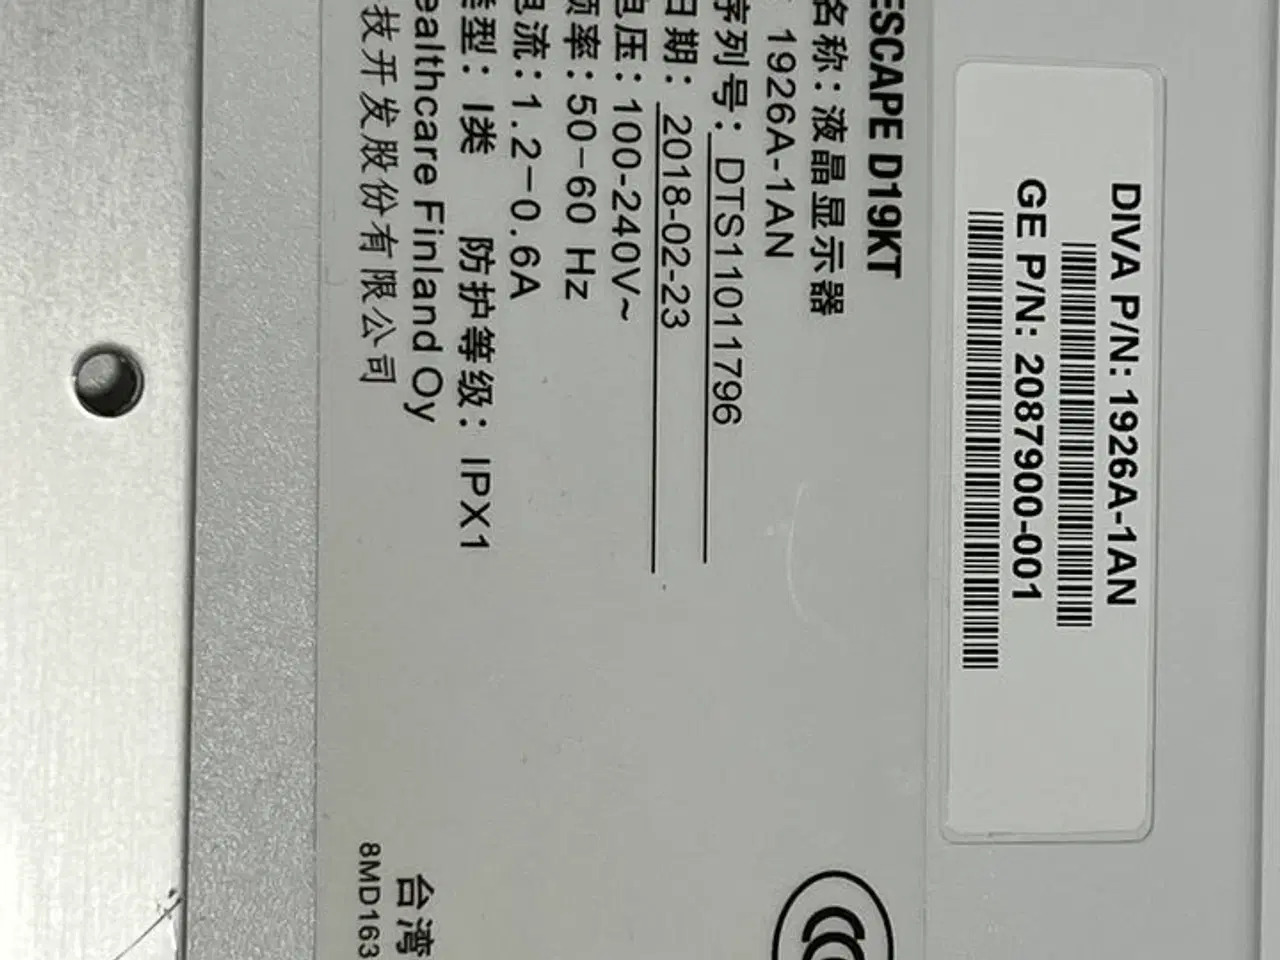 DIVA P/N: 1926A-1AN
GE P/N: 2087900-001
ESCAPE D19KT
名称：液晶显示器
1926A-1AN
序列号：DTS11011796
日期：2018-02-23
电压：100-240V~
频率：50-60 Hz
电流：1.2-0.6A
类型：I类 防护等级：IPX1
ealthcare Finland Oy
技开发股份有限公司
台湾
8MD163